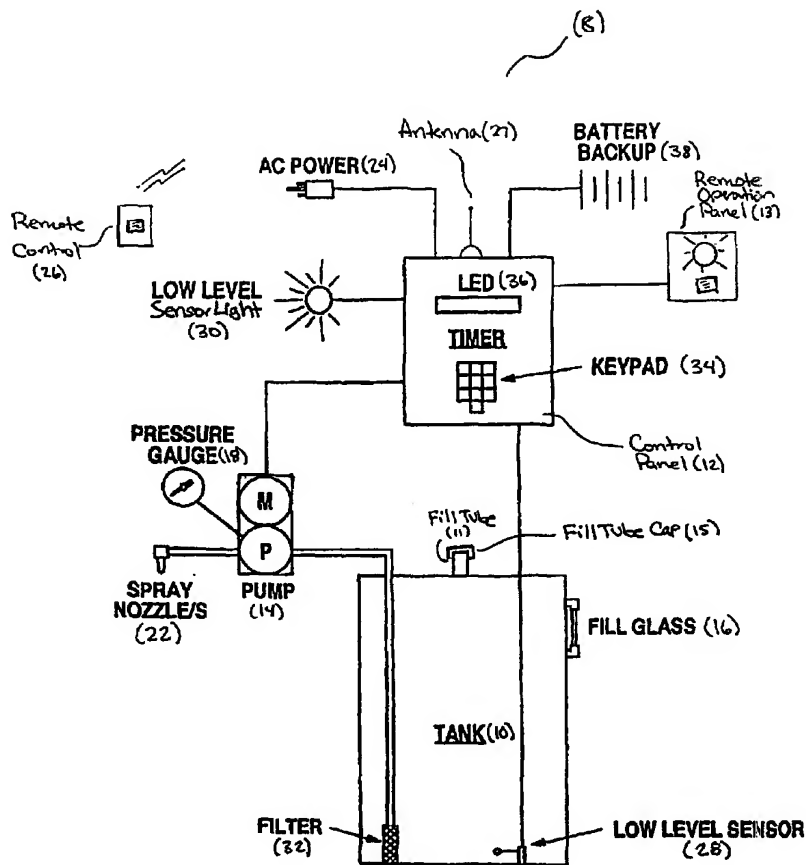 (8)
Antenna (27)
BATTERY
BACKUP (38)
AC POWER (24)
Remote
Operation
Panel (13)
Remote
Control
(26)
LED (36)
LOW LEVEL
Sensor Light
(30)
TIMER
KEYPAD (34)
PRESSURE
GAUGE (18)
Control
Panel (12)
M
Fill Tube
(11)
Fill Tube Cap (15)
P
SPRAY
NOZZLE/S
(22)
PUMP
(14)
FILL GLASS (16)
TANK (10)
FILTER
(32)
LOW LEVEL SENSOR
(28)